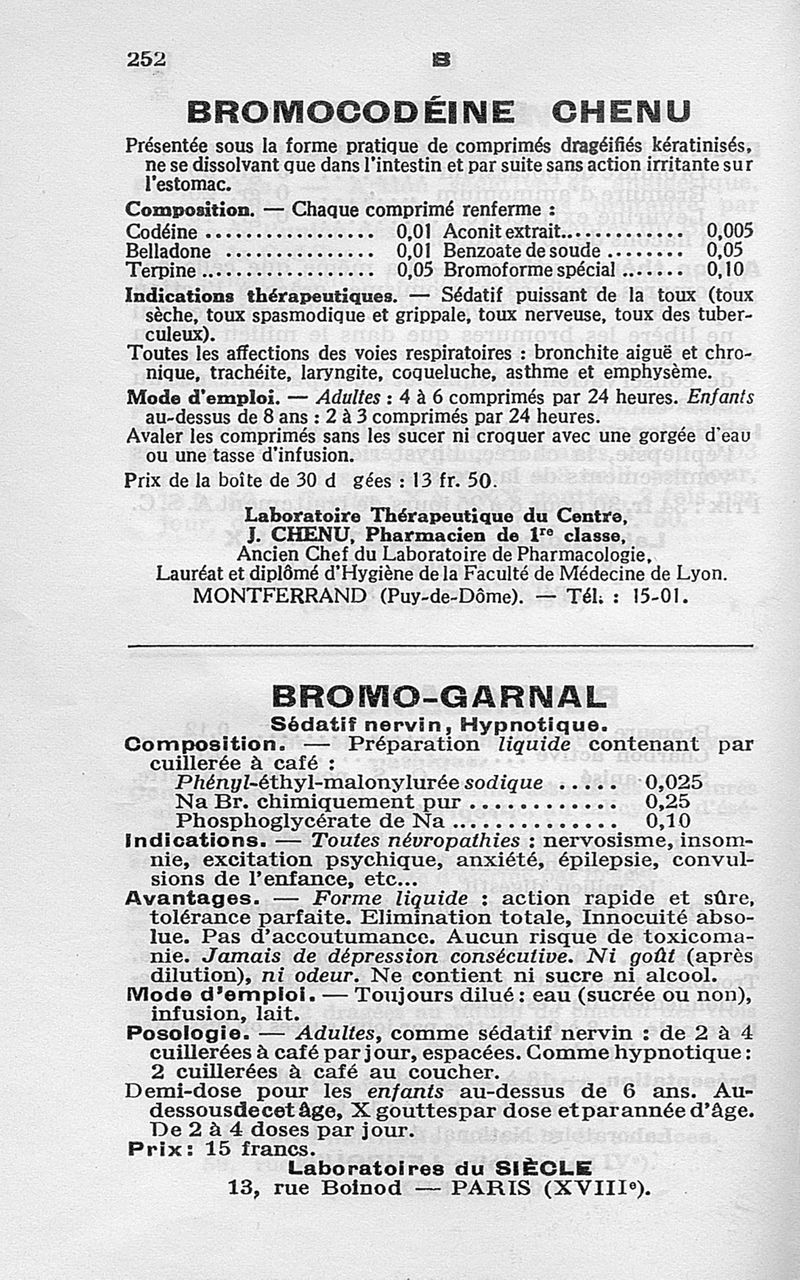 252 B
BROMOCODÉINE CHENU
Présentée sous la forme pratique de comprimés dragéifiés kératinisés,
ne se dissolvant que dans l'intestin et par suite sans action irritante sur
l'estomac.
Composition. — Chaque comprimé renferme :
Codéine ................. 0,01 Aconit extrait............ 0,005
Belladone ............... 0,01 Benzoate de soude ........ 0,05
Terpine ................. 0,05 Bromoforme spécial ....... 0,10
Indications thérapeutiques. — Sédatif puissant de la toux (toux
sèche, toux spasmodique et grippale, toux nerveuse, toux des tuber-
culeux).
Toutes les affections des voies respiratoires : bronchite aiguë et chro-
nique, trachéite, laryngite, coqueluche, asthme et emphysème.
Mode d'emploi. — Adultes : 4 à 6 comprimés par 24 heures. Enfants
au-dessus de 8 ans : 2 à 3 comprimés par 24 heures.
Avaler les comprimés sans les sucer ni croquer avec une gorgée d'eau
ou une tasse d'infusion.
Prix de la boîte de 30 d gées : 13 fr. 50.
Laboratoire Thérapeutique du Centre,
J. CHENU, Pharmacien de 1re classe,
Ancien Chef du Laboratoire de Pharmacologie,
Lauréat et diplômé d'Hygiène de la Faculté de Médecine de Lyon.
MONTFERRAND (Puy-de-Dôme). — Tél. : 15-01.
BROMO-GARNAL
Sédatif nervin, Hypnotique.
Composition. — Préparation liquide contenant par
cuillerée à café :
Phényl-éthyl-malonylurée sodique ..... 0,025
Na Br. chimiquement pur ............ 0,25
Phosphoglycérate de Na .............. 0,10
Indications. — Toutes névropathies : nervosisme, insom-
nie, excitation psychique, anxiété, épilepsie, convul-
sions de l'enfance, etc...
Avantages. — Forme liquide : action rapide et sûre,
tolérance parfaite. Elimination totale, Innocuité abso-
lue. Pas d'accoutumance. Aucun risque de toxicoma-
nie. Jamais de dépression consécutive. Ni goût (après
dilution), ni odeur. Ne contient ni sucre ni alcool.
Mode d'emploi. — Toujours dilué : eau (sucrée ou non),
infusion, lait.
Posologie. — Adultes, comme sédatif nervin : de 2 à 4
cuillerées à café par jour, espacées. Comme hypnotique :
2 cuillerées à café au coucher.
Demi-dose pour les enfants au-dessus de 6 ans. Au-
dessous de cet âge, X gouttes par dose et par année d'âge.
De 2 à 4 doses par jour.
Prix : 15 francs.
Laboratoires du SIÈCLE
13, rue Boinod — PARIS (XVIIIe).